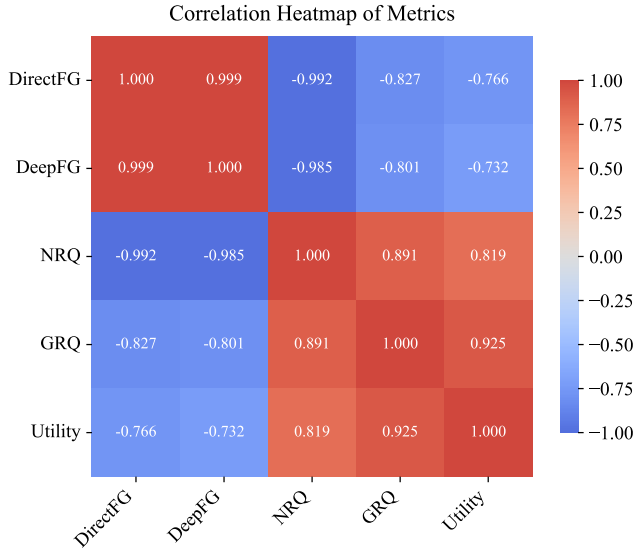 Correlation Heatmap of Metrics
DirectFG 1.000 0.999 -0.992 -0.827 -0.766
DeepFG 0.999 1.000 -0.985 -0.801 -0.732
NRQ -0.992 -0.985 1.000 0.891 0.819
GRQ -0.827 -0.801 0.891 1.000 0.925
Utility -0.766 -0.732 0.819 0.925 1.000
DirectFG DeepFG NRQ GRQ Utility
1.00
0.75
0.50
0.25
0.00
−0.25
−0.50
−0.75
−1.00